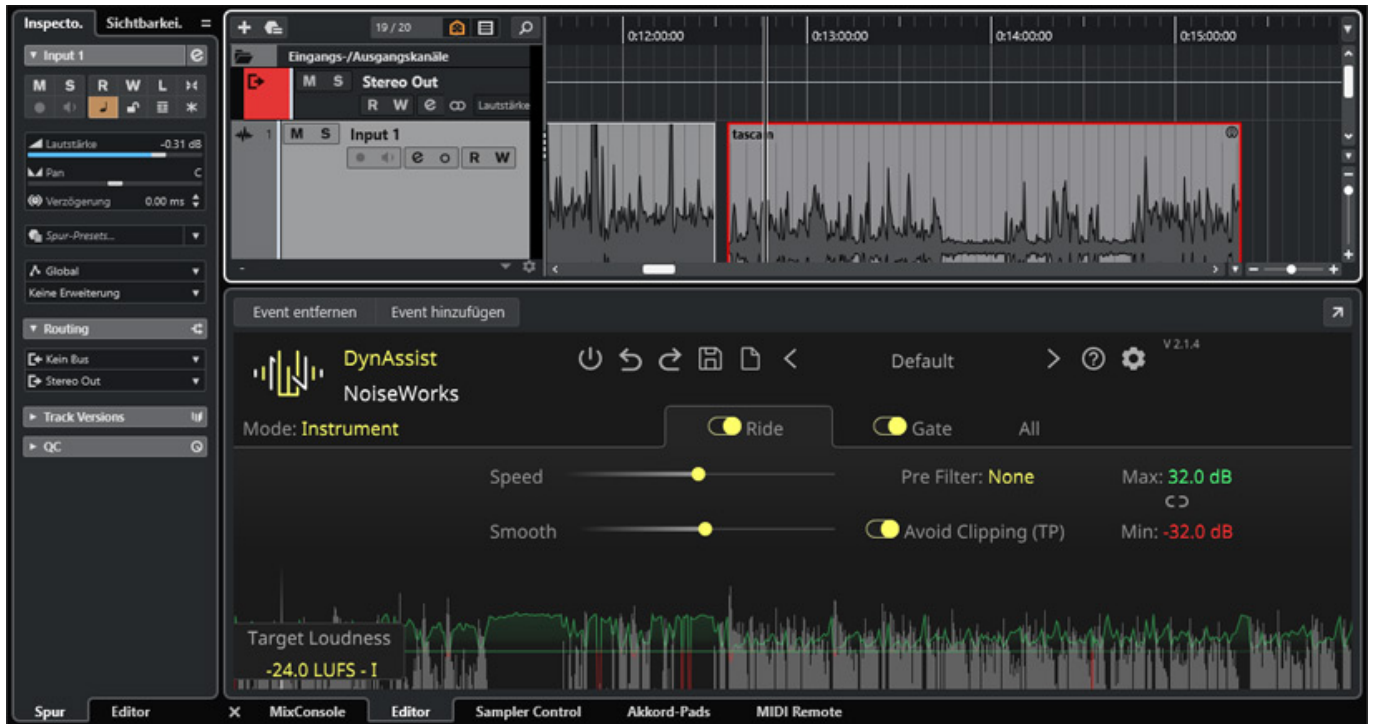 Inspecto. Sichtbarkei.
Input 1
M S R W L
Lautstärke -0.31 dB
Pan C
Verzögerung 0.00 ms
Spur-Presets...
Global
Keine Erweiterung
Routing
Kein Bus
Stereo Out
Track Versions
QC
Spur Editor
19 / 20
Eingangs-/Ausgangskanäle
M S Stereo Out
R W e Lautstärke
1 M S Input 1
e R W
0:12:00:00 0:13:00:00 0:14:00:00 0:15:00:00
tascam
Event entfernen Event hinzufügen
DynAssist
NoiseWorks
Default
V 2.1.4
Mode: Instrument
Ride Gate All
Speed Pre Filter: None Max: 32.0 dB
Smooth Avoid Clipping (TP) Min: -32.0 dB
Target Loudness
-24.0 LUFS - I
MixConsole Editor Sampler Control Akkord-Pads MIDI Remote